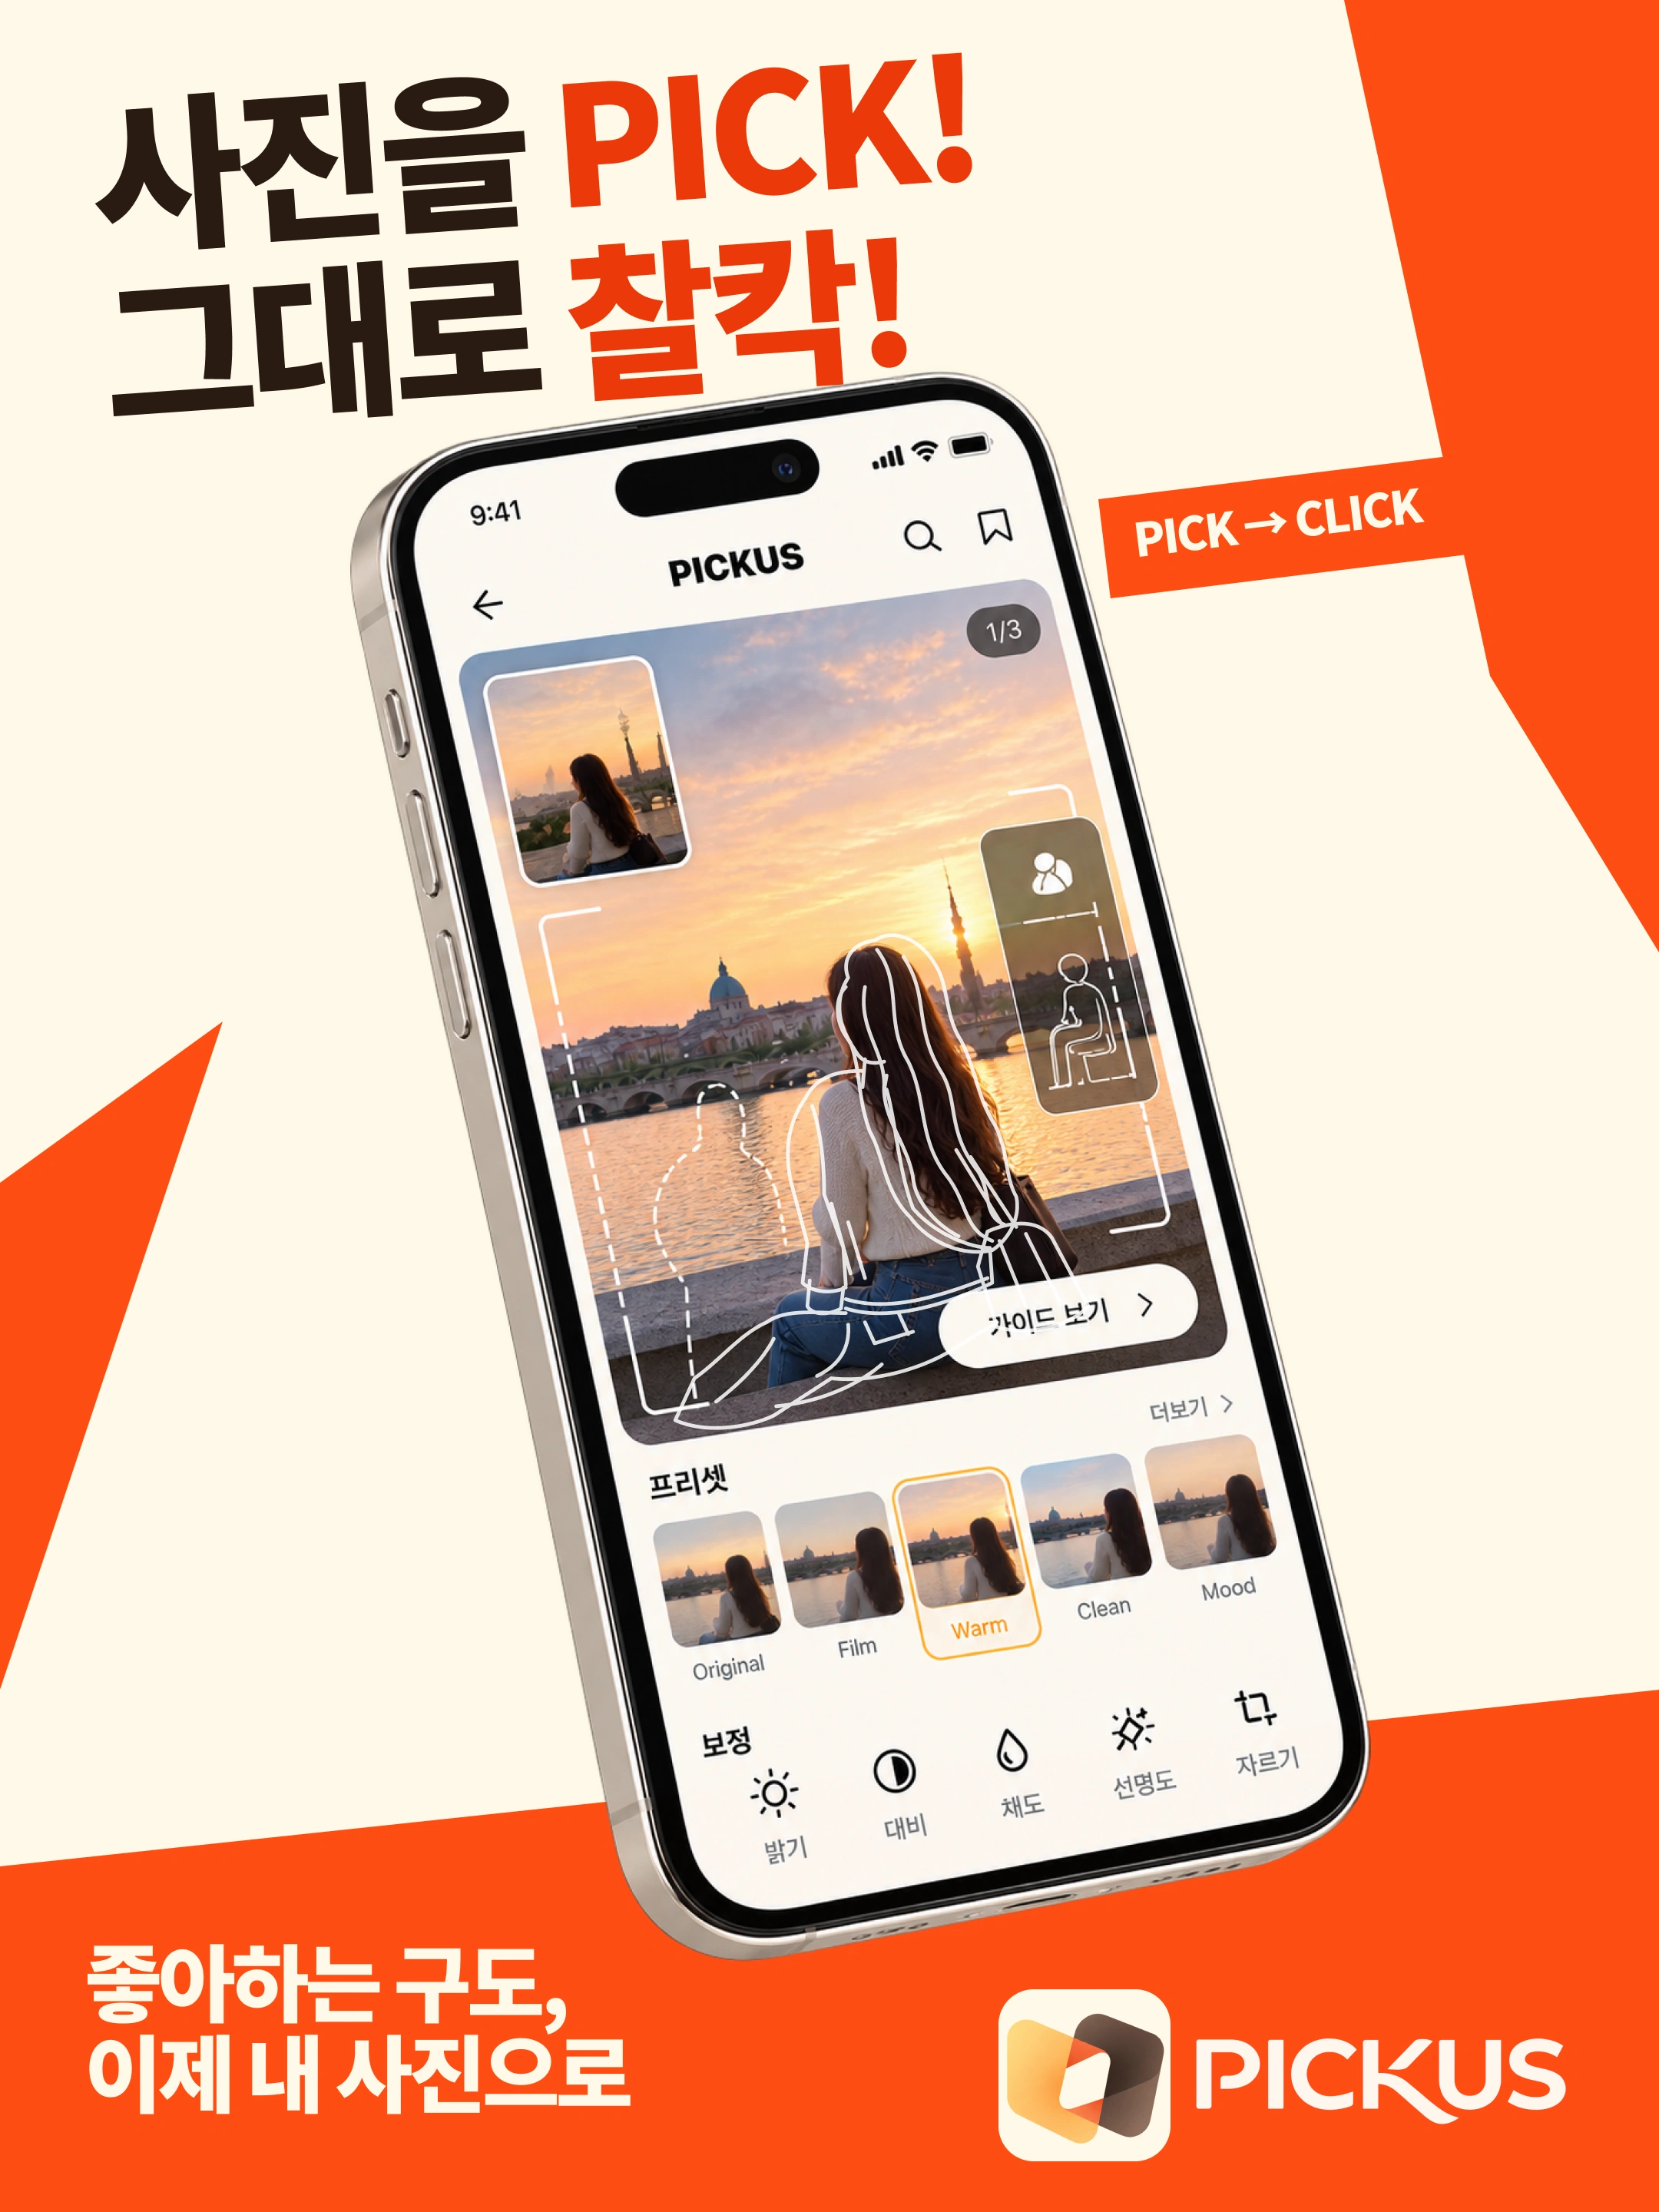 사진을 PICK!
그대로 찰칵!
PICK → CLICK
9:41
PICKUS
1/3
가이드 보기
더보기
프리셋
Original
Film
Warm
Clean
Mood
보정
밝기
대비
채도
선명도
자르기
좋아하는 구도,
이제 내 사진으로
PICKUS